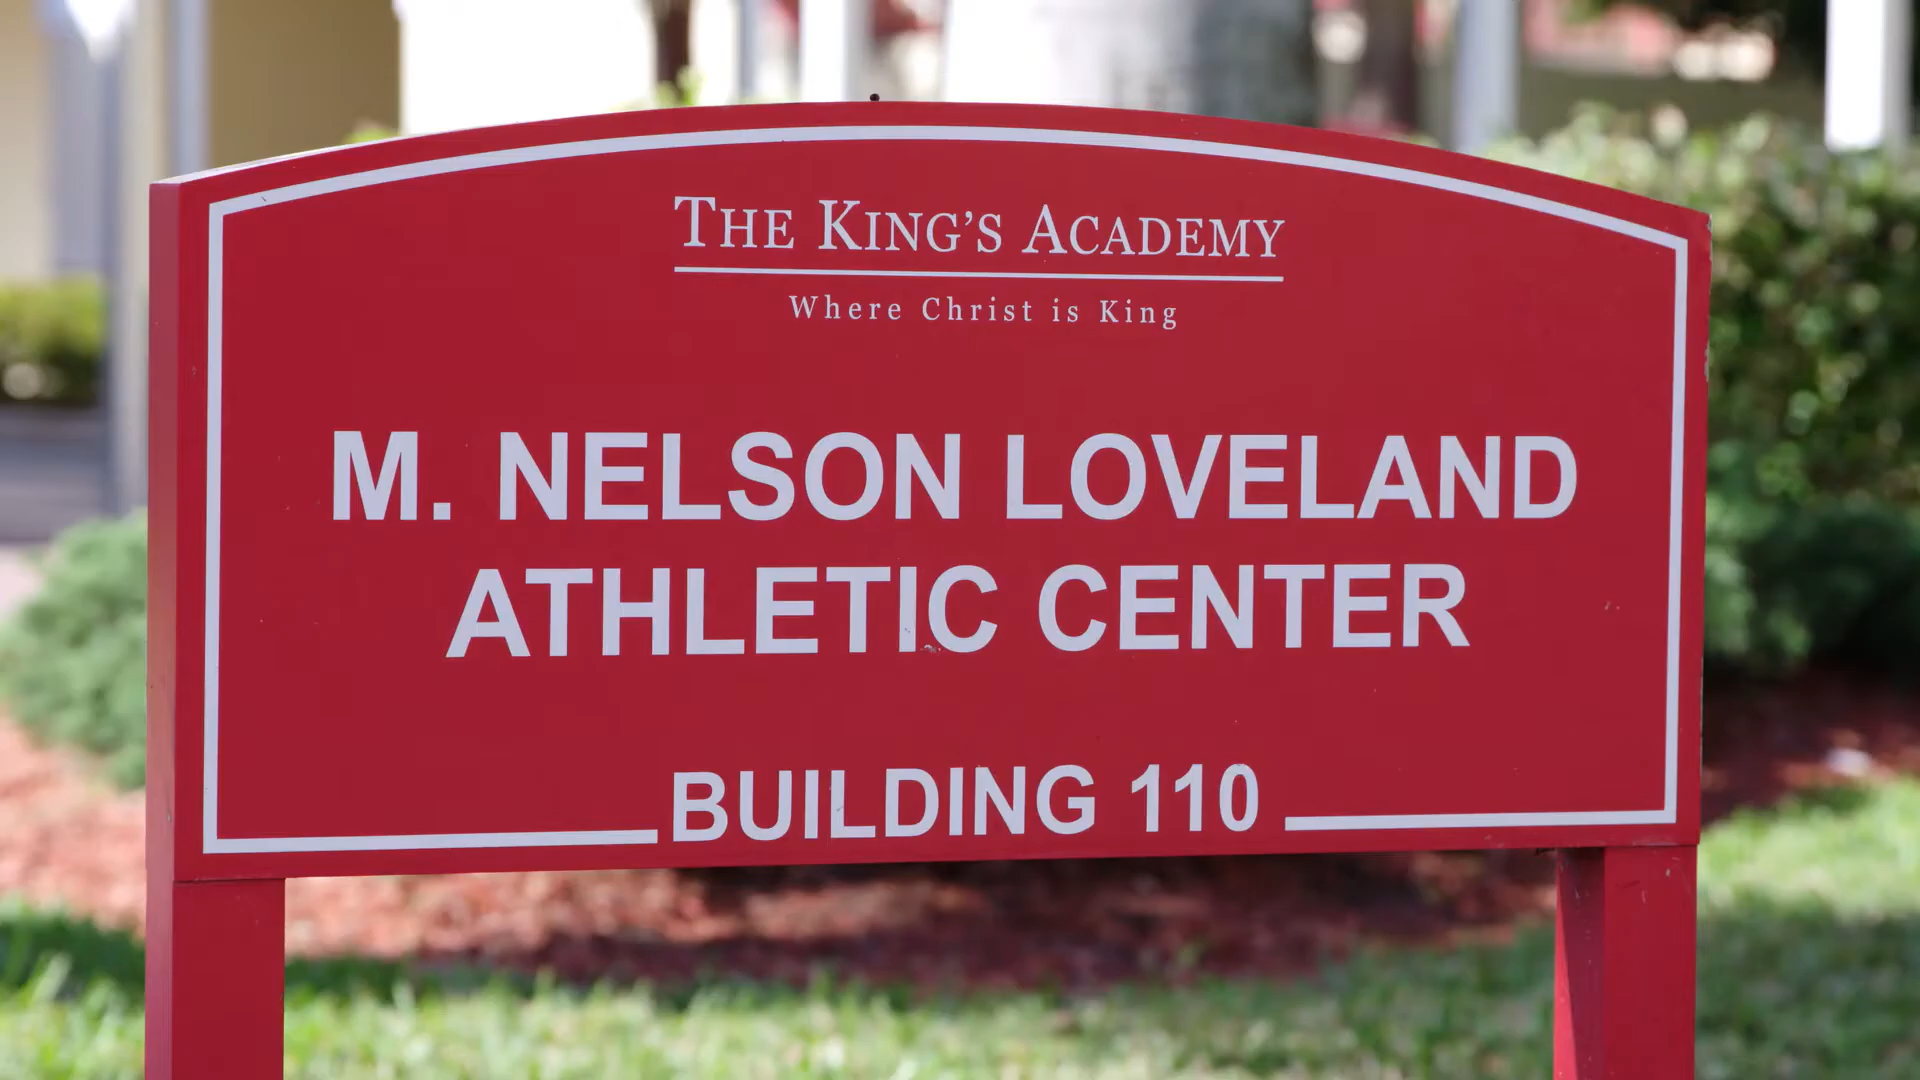 THE KING'S ACADEMY
Where Christ is King
M. NELSON LOVELAND
ATHLETIC CENTER
BUILDING 110